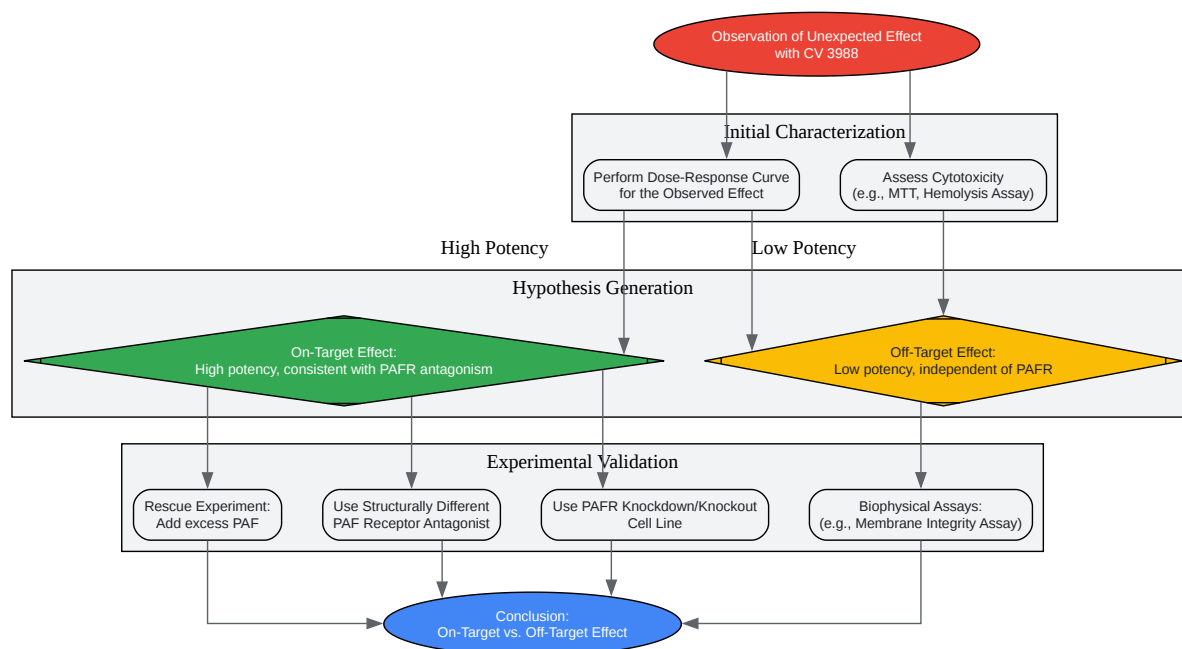 Observation of Unexpected Effect
with CV 3988
Initial Characterization
Perform Dose-Response Curve
for the Observed Effect
Assess Cytotoxicity
(e.g., MTT, Hemolysis Assay)
High Potency
Low Potency
Hypothesis Generation
On-Target Effect:
High potency, consistent with PAFR antagonism
Off-Target Effect:
Low potency, independent of PAFR
Experimental Validation
Rescue Experiment:
Add excess PAF
Use Structurally Different
PAF Receptor Antagonist
Use PAFR Knockdown/Knockout
Cell Line
Biophysical Assays:
(e.g., Membrane Integrity Assay)
Conclusion:
On-Target vs. Off-Target Effect